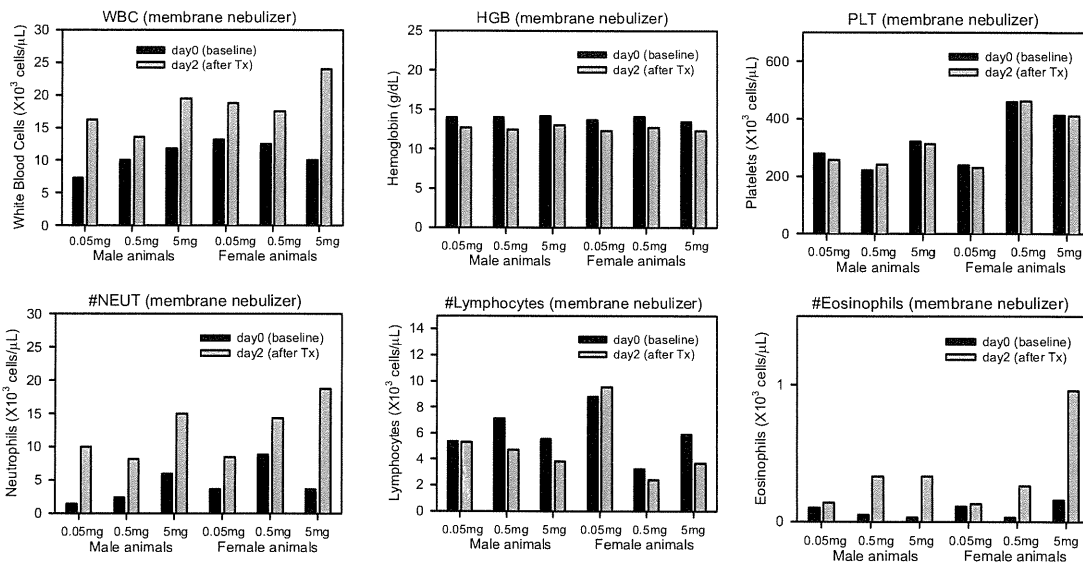 WBC (membrane nebulizer)
White Blood Cells (X10³ cells/µL)
30
25
20
15
10
5
0
day0 (baseline)
day2 (after Tx)
0.05mg 0.5mg 5mg 0.05mg 0.5mg 5mg
Male animals Female animals
HGB (membrane nebulizer)
Hemoglobin (g/dL)
25
20
15
10
5
0
day0 (baseline)
day2 (after Tx)
0.05mg 0.5mg 5mg 0.05mg 0.5mg 5mg
Male animals Female animals
PLT (membrane nebulizer)
Platelets (X10³ cells/µL)
600
400
200
0
day0 (baseline)
day2 (after Tx)
0.05mg 0.5mg 5mg 0.05mg 0.5mg 5mg
Male animals Female animals
#NEUT (membrane nebulizer)
Neutrophils (X10³ cells/µL)
30
25
20
15
10
5
0
day0 (baseline)
day2 (after Tx)
0.05mg 0.5mg 5mg 0.05mg 0.5mg 5mg
Male animals Female animals
#Lymphocytes (membrane nebulizer)
Lymphocytes (X10³ cells/µL)
14
12
10
8
6
4
2
0
day0 (baseline)
day2 (after Tx)
0.05mg 0.5mg 5mg 0.05mg 0.5mg 5mg
Male animals Female animals
#Eosinophils (membrane nebulizer)
Eosinophils (X10³ cells/µL)
1
0
day0 (baseline)
day2 (after Tx)
0.05mg 0.5mg 5mg 0.05mg 0.5mg 5mg
Male animals Female animals